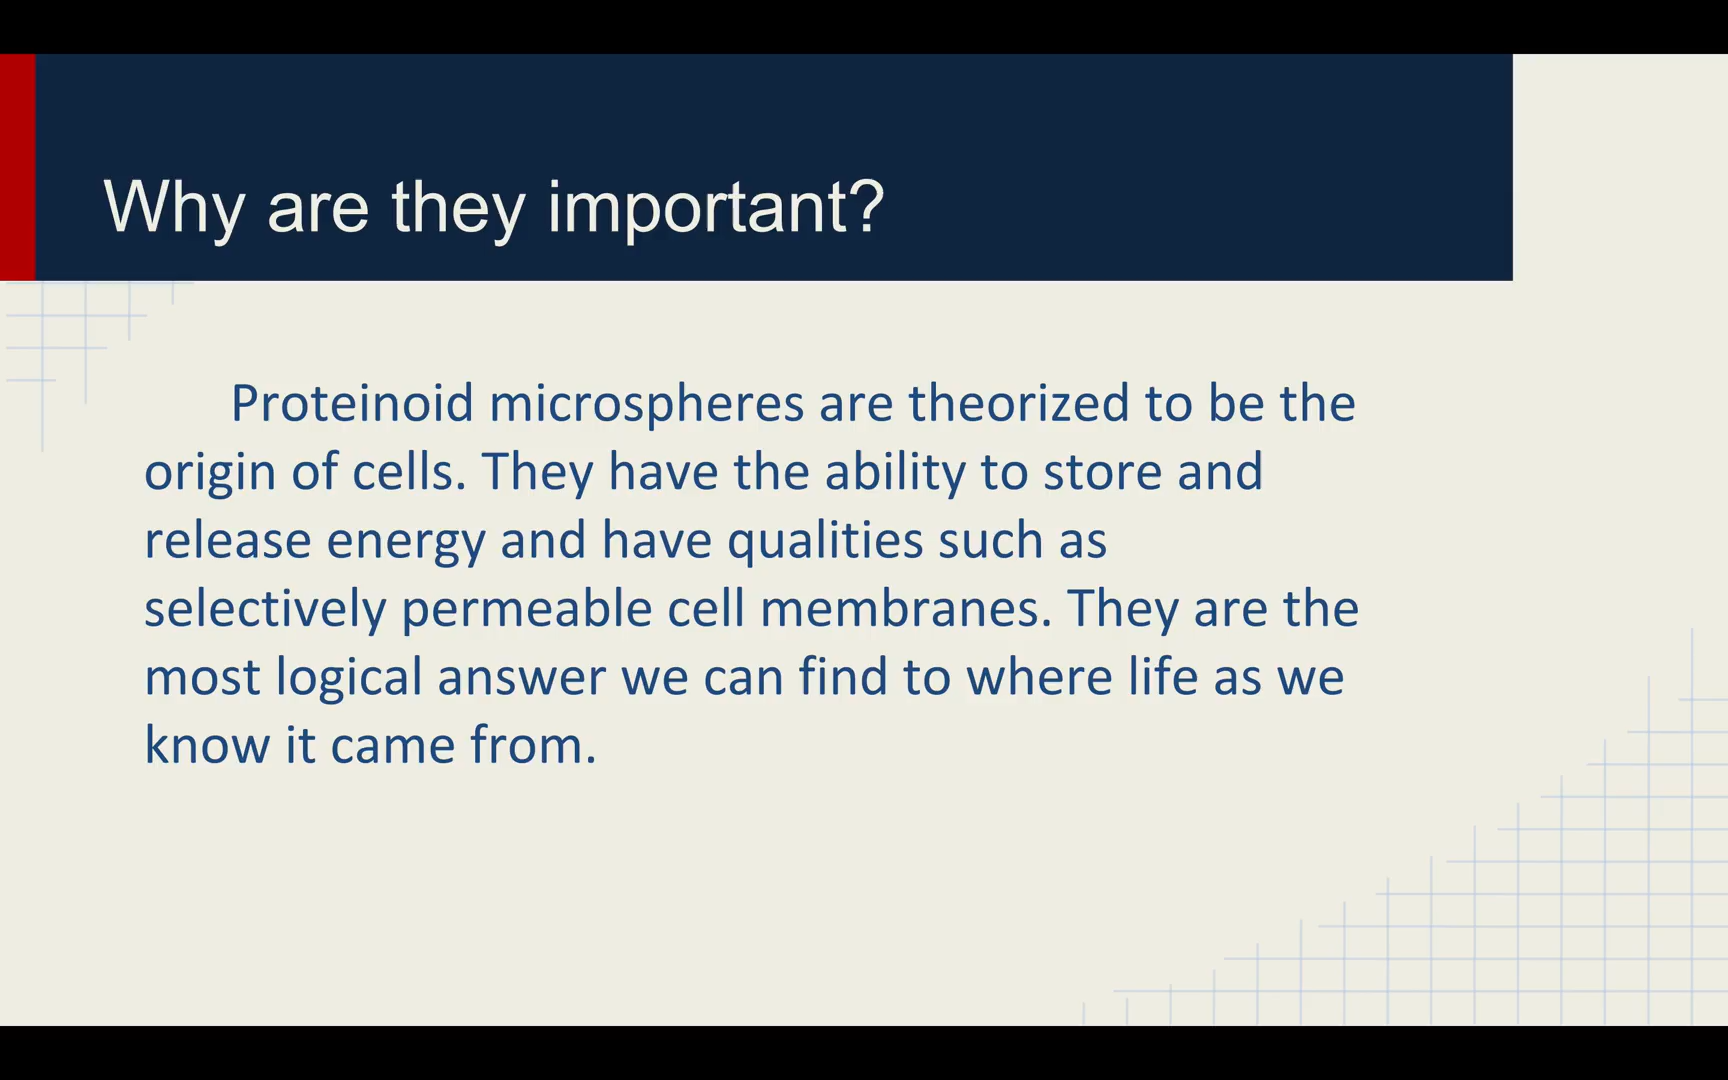 Why are they important?
Proteinoid microspheres are theorized to be the
origin of cells. They have the ability to store and
release energy and have qualities such as
selectively permeable cell membranes. They are the
most logical answer we can find to where life as we
know it came from.